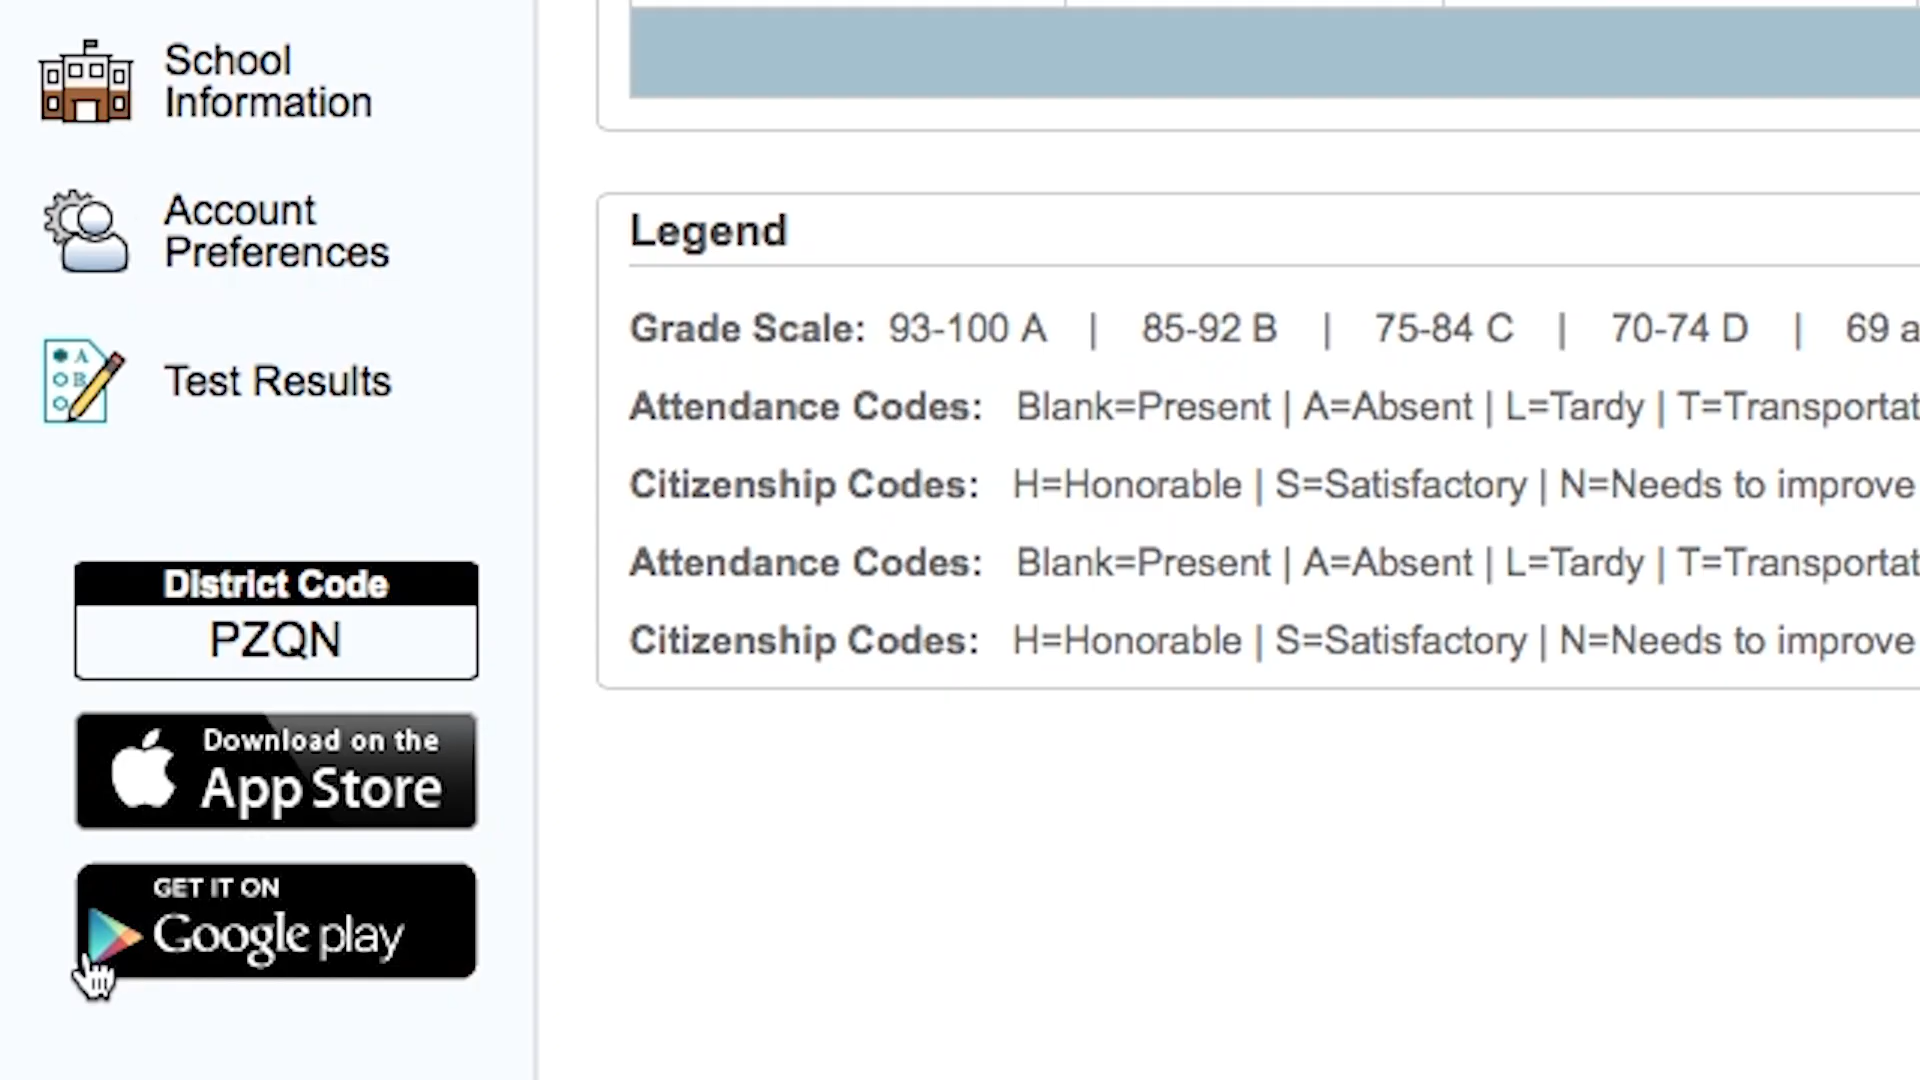 School
Information
Account
Preferences
Test Results
District Code
PZQN
Download on the
App Store
GET IT ON
Google play
Legend
Grade Scale: 93-100 A | 85-92 B | 75-84 C | 70-74 D | 69 a
Attendance Codes: Blank=Present | A=Absent | L=Tardy | T=Transportat
Citizenship Codes: H=Honorable | S=Satisfactory | N=Needs to improve
Attendance Codes: Blank=Present | A=Absent | L=Tardy | T=Transportat
Citizenship Codes: H=Honorable | S=Satisfactory | N=Needs to improve